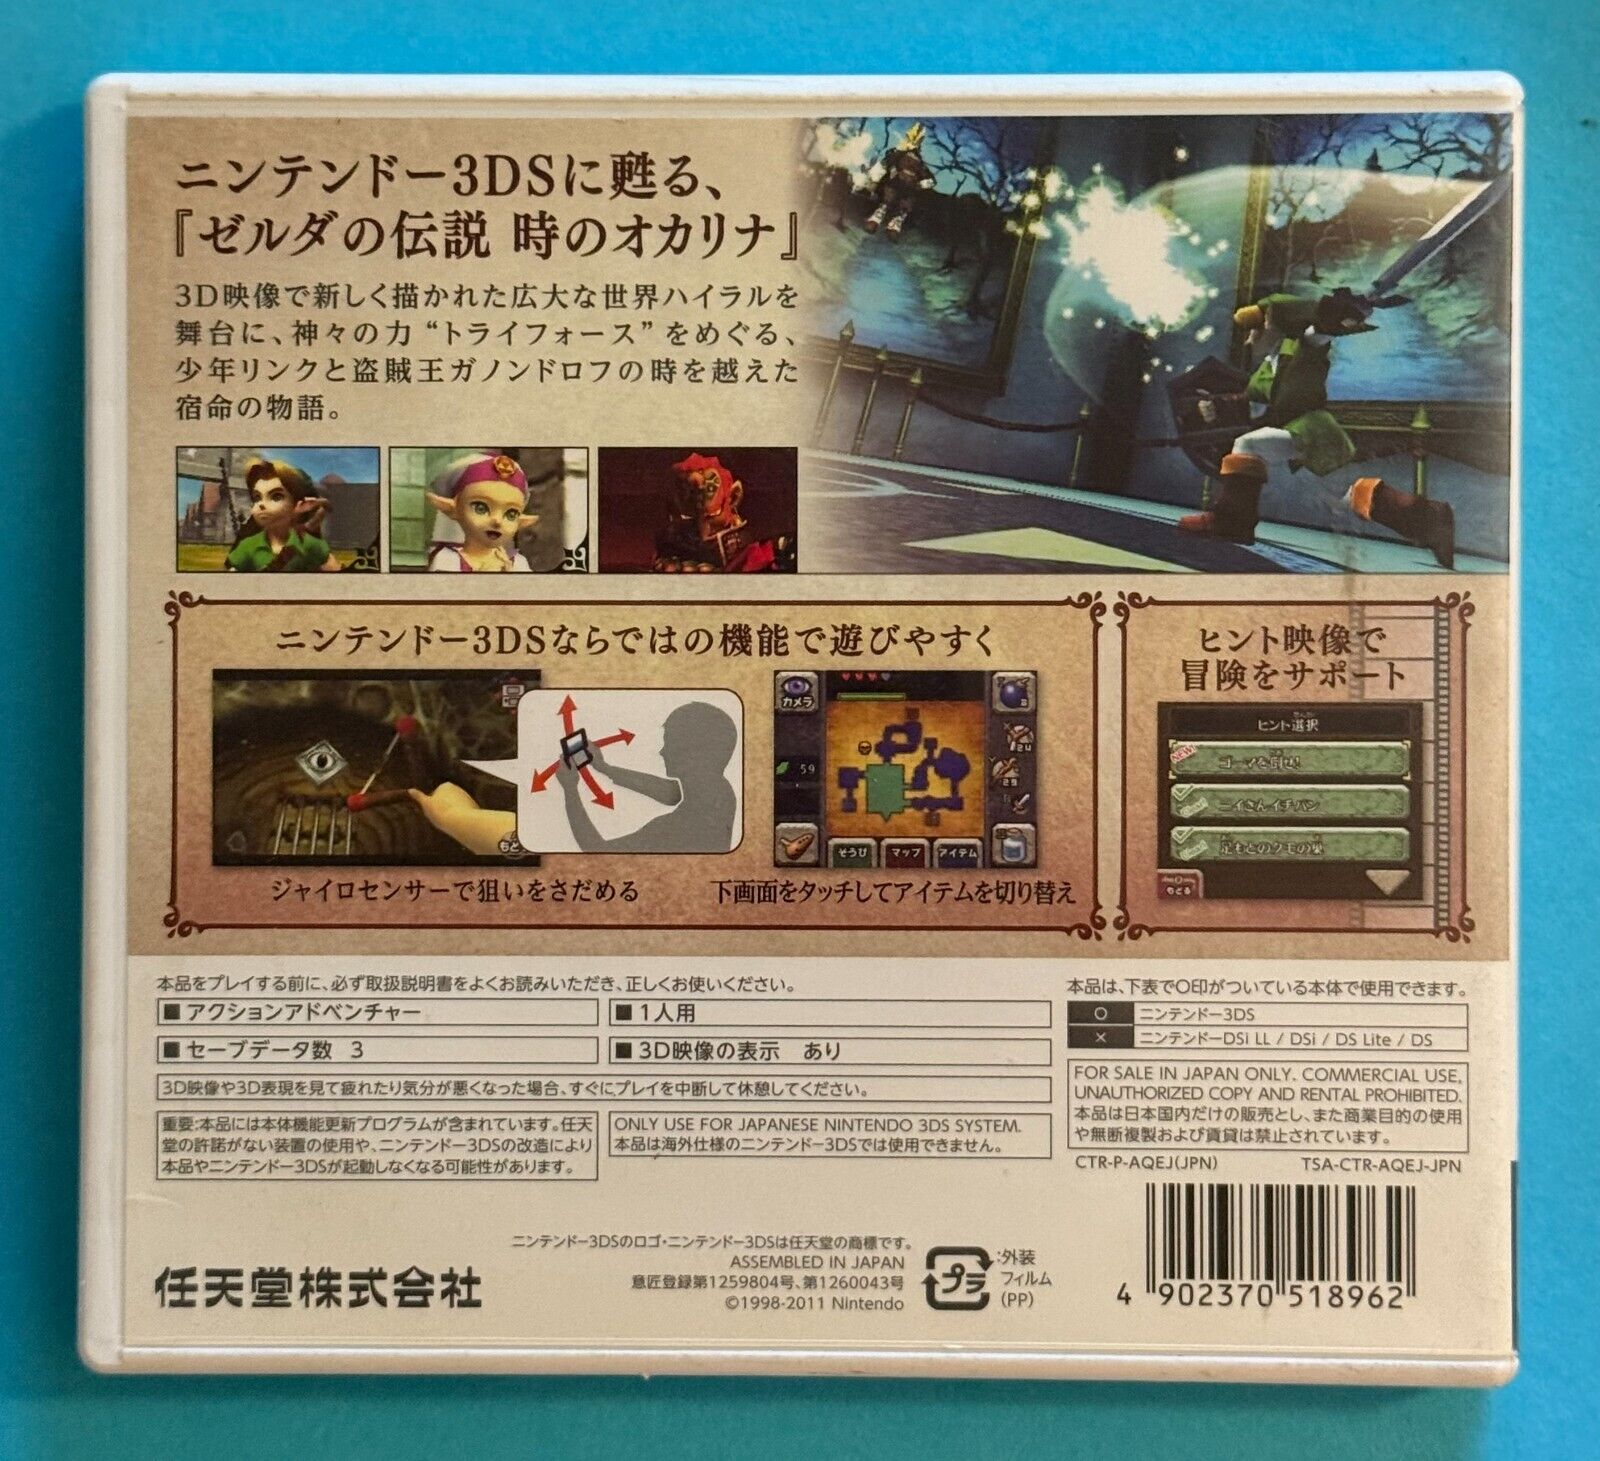 ニンテンドー3DSに甦る、
『ゼルダの伝説 時のオカリナ』
3D映像で新しく描かれた広大な世界ハイラルを
舞台に、神々の力“トライフォース”をめぐる、
少年リンクと盗賊王ガノンドロフの時を越えた
宿命の物語。
ニンテンドー3DSならではの機能で遊びやすく
カメラ
59
24
29
そうび
マップ
アイテム
ジャイロセンサーで狙いをさだめる
下画面をタッチしてアイテムを切り替え
ヒント映像で
冒険をサポート
ヒント選択
NEW!
ゴーマを倒せ!
ニイさんイチバン
足もとのクモの巣
もどる
本品をプレイする前に、必ず取扱説明書をよくお読みいただき、正しくお使いください。
■アクションアドベンチャー
■1人用
■セーブデータ数 3
■3D映像の表示 あり
3D映像や3D表現を見て疲れたり気分が悪くなった場合、すぐにプレイを中断して休憩してください。
重要:本品には本体機能更新プログラムが含まれています。任天
堂の許諾がない装置の使用や、ニンテンドー3DSの改造により
本品やニンテンドー3DSが起動しなくなる可能性があります。
ONLY USE FOR JAPANESE NINTENDO 3DS SYSTEM.
本品は海外仕様のニンテンドー3DSでは使用できません。
本品は、下表で○印がついている本体で使用できます。
○ ニンテンドー3DS
× ニンテンドーDSi LL / DSi / DS Lite / DS
FOR SALE IN JAPAN ONLY. COMMERCIAL USE,
UNAUTHORIZED COPY AND RENTAL PROHIBITED.
本品は日本国内だけの販売とし、また商業目的の使用
や無断複製および賃貸は禁止されています。
CTR-P-AQEJ(JPN) TSA-CTR-AQEJ-JPN
任天堂株式会社
ニンテンドー3DSのロゴ・ニンテンドー3DSは任天堂の商標です。
ASSEMBLED IN JAPAN
意匠登録第1259804号、第1260043号
©1998-2011 Nintendo
プラ
:外装
フィルム
(PP)
4 902370 518962